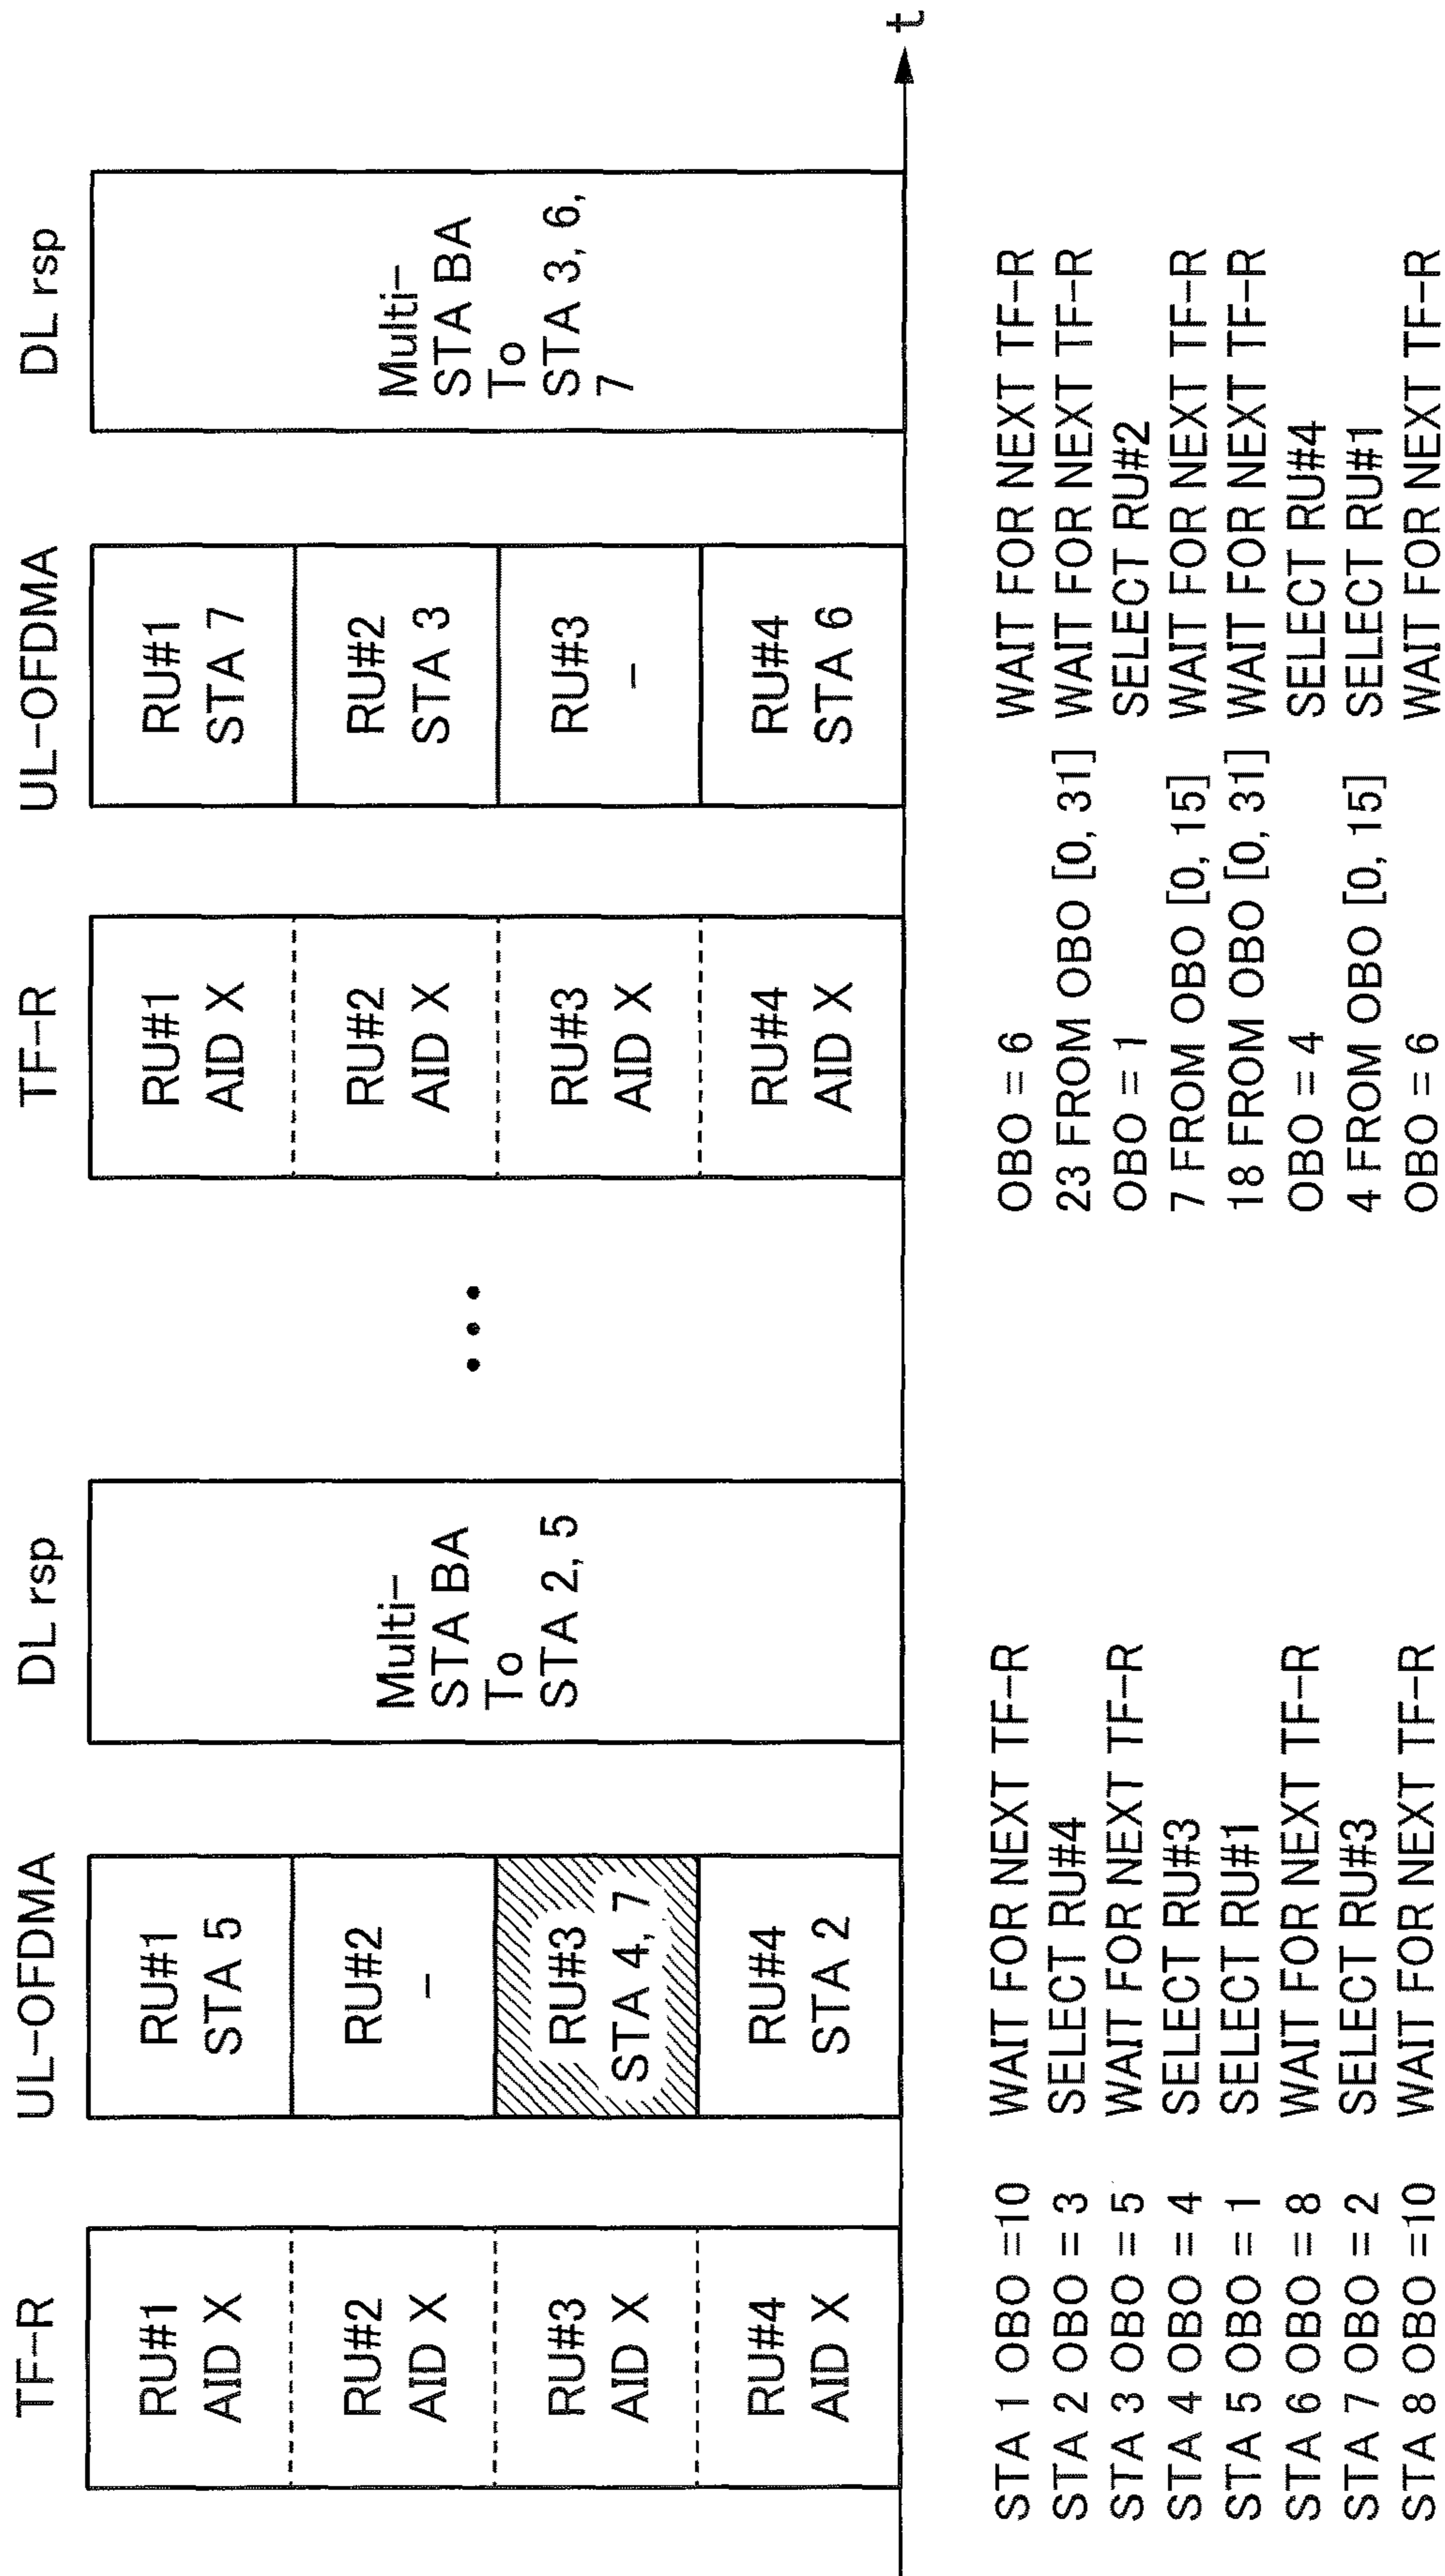 TF-R
RU#1
AID X
RU#2
AID X
RU#3
AID X
RU#4
AID X
UL-OFDMA
RU#1
STA 5
RU#2
-
RU#3
STA 4, 7
RU#4
STA 2
DL rsp
Multi-
STA BA
To
STA 2, 5
•••
TF-R
RU#1
AID X
RU#2
AID X
RU#3
AID X
RU#4
AID X
UL-OFDMA
RU#1
STA 7
RU#2
STA 3
RU#3
-
RU#4
STA 6
DL rsp
Multi-
STA BA
To
STA 3, 6,
7
t
STA 1 OBO =10 WAIT FOR NEXT TF-R
STA 2 OBO = 3 SELECT RU#4
STA 3 OBO = 5 WAIT FOR NEXT TF-R
STA 4 OBO = 4 SELECT RU#3
STA 5 OBO = 1 SELECT RU#1
STA 6 OBO = 8 WAIT FOR NEXT TF-R
STA 7 OBO = 2 SELECT RU#3
STA 8 OBO =10 WAIT FOR NEXT TF-R
OBO = 6 WAIT FOR NEXT TF-R
23 FROM OBO [0, 31] WAIT FOR NEXT TF-R
OBO = 1 SELECT RU#2
7 FROM OBO [0, 15] WAIT FOR NEXT TF-R
18 FROM OBO [0, 31] WAIT FOR NEXT TF-R
OBO = 4 SELECT RU#4
4 FROM OBO [0, 15] SELECT RU#1
OBO = 6 WAIT FOR NEXT TF-R